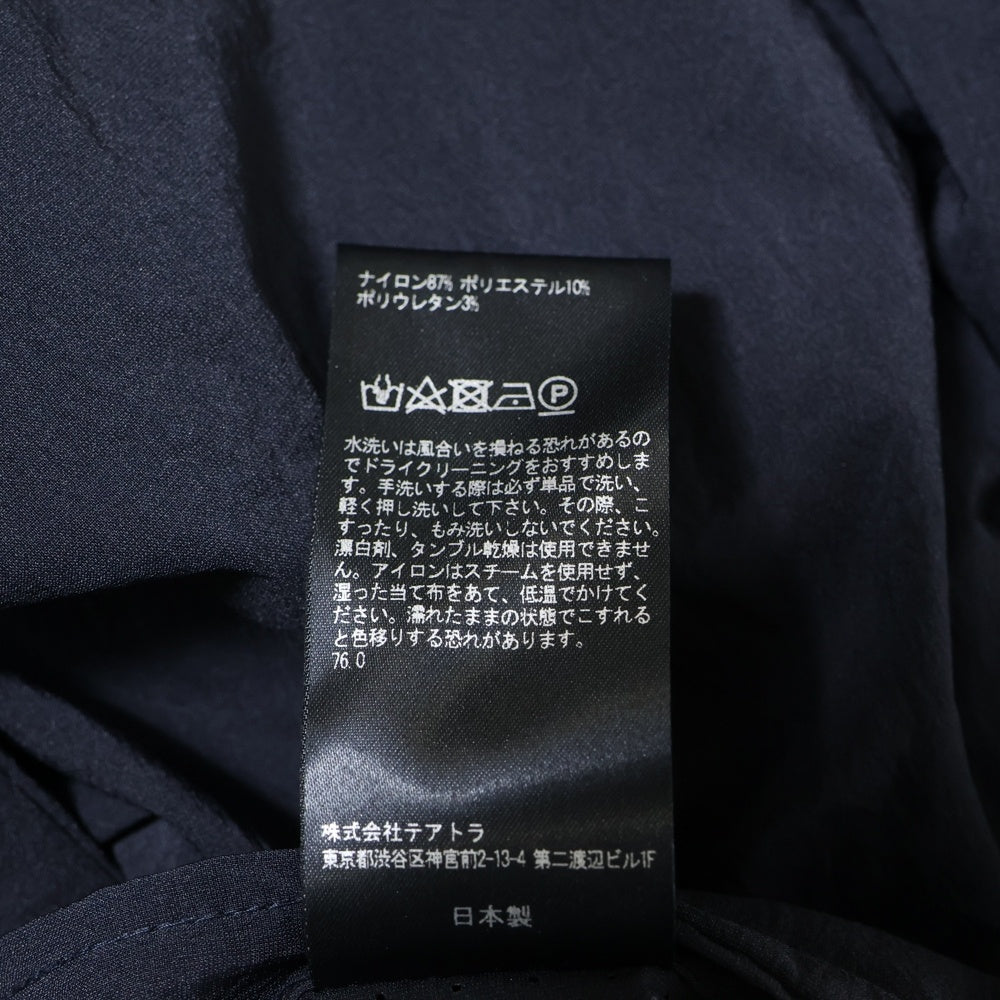 ナイロン87% ポリエステル10%
ポリウレタン3%
P
水洗いは風合いを損ねる恐れがあるの
でドライクリーニングをおすすめしま
す。手洗いする際は必ず単品で洗い、
軽く押し洗いして下さい。その際、こ
すったり、もみ洗いしないでください。
漂白剤、タンブル乾燥は使用できませ
ん。アイロンはスチームを使用せず、
湿った当て布をあて、低温でかけてく
ださい。濡れたままの状態でこすれる
と色移りする恐れがあります。
76.0
株式会社テアトラ
東京都渋谷区神宮前2-13-4 第二渡辺ビル1F
日本製